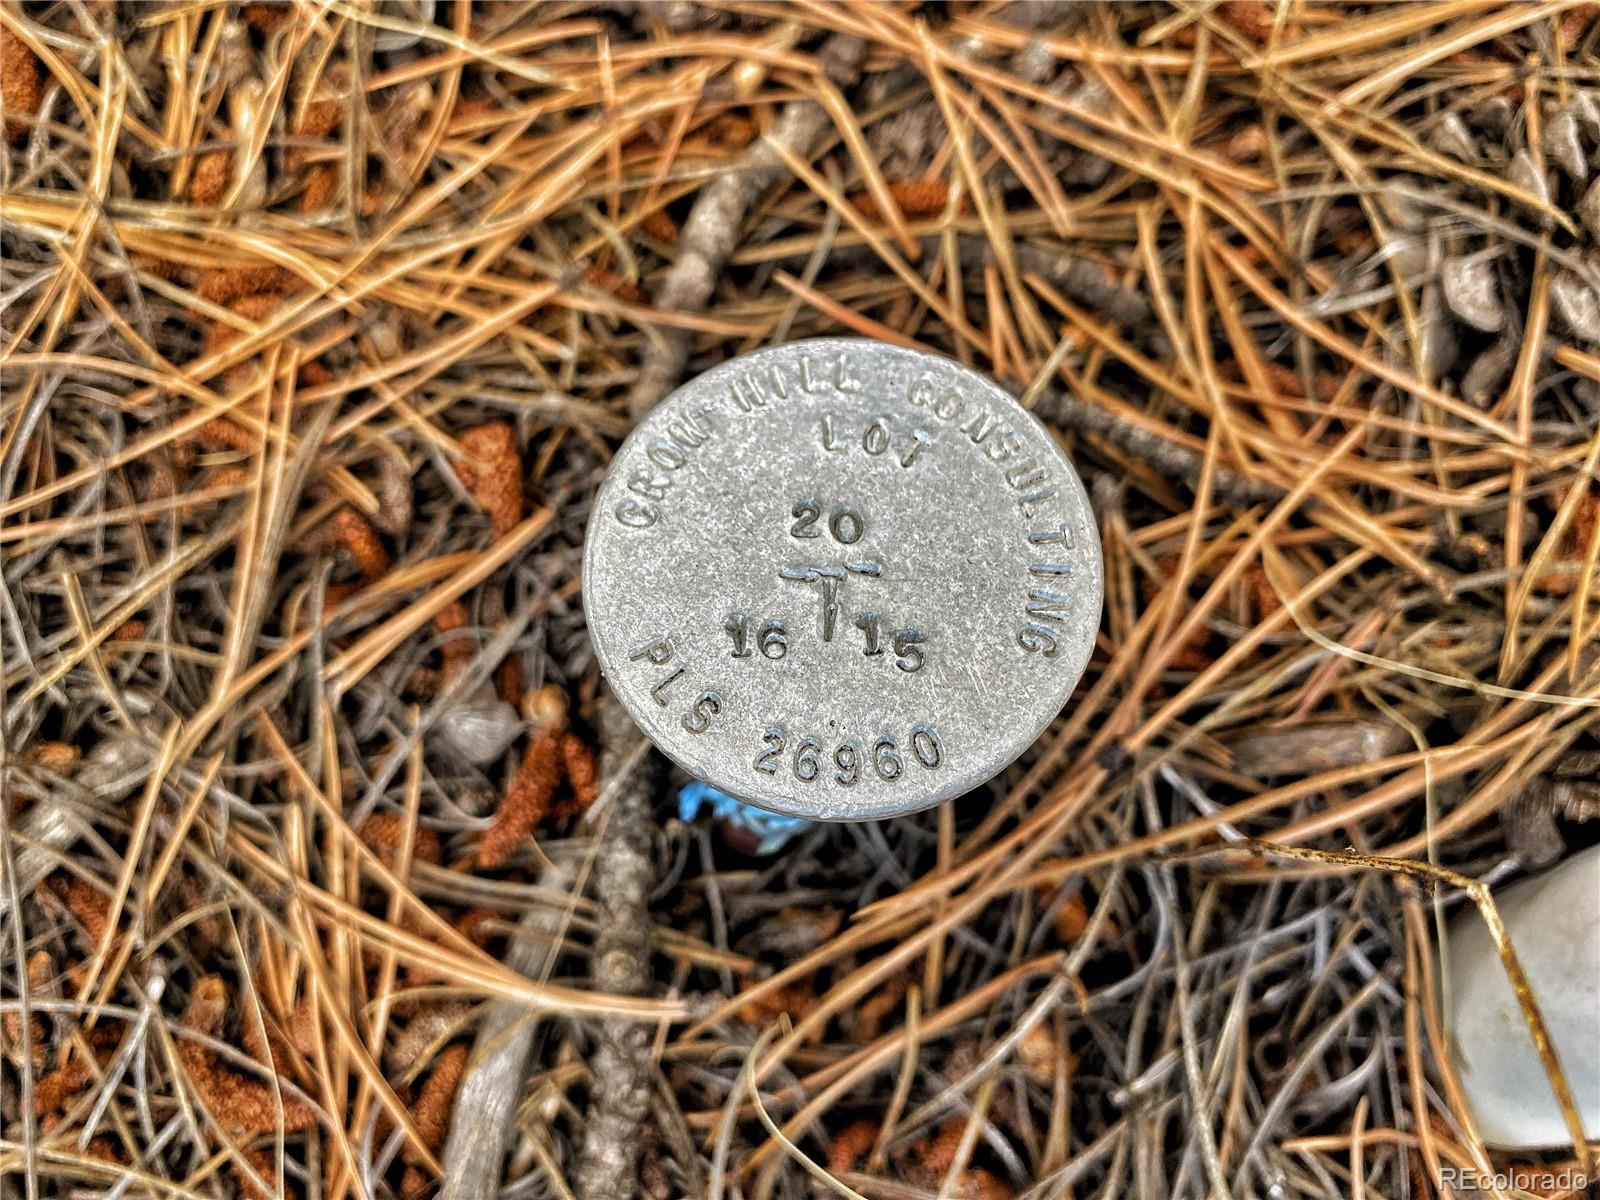 CROW HILL CONSULTING
LOT
20
16 15
PLS 26960
REcolorado